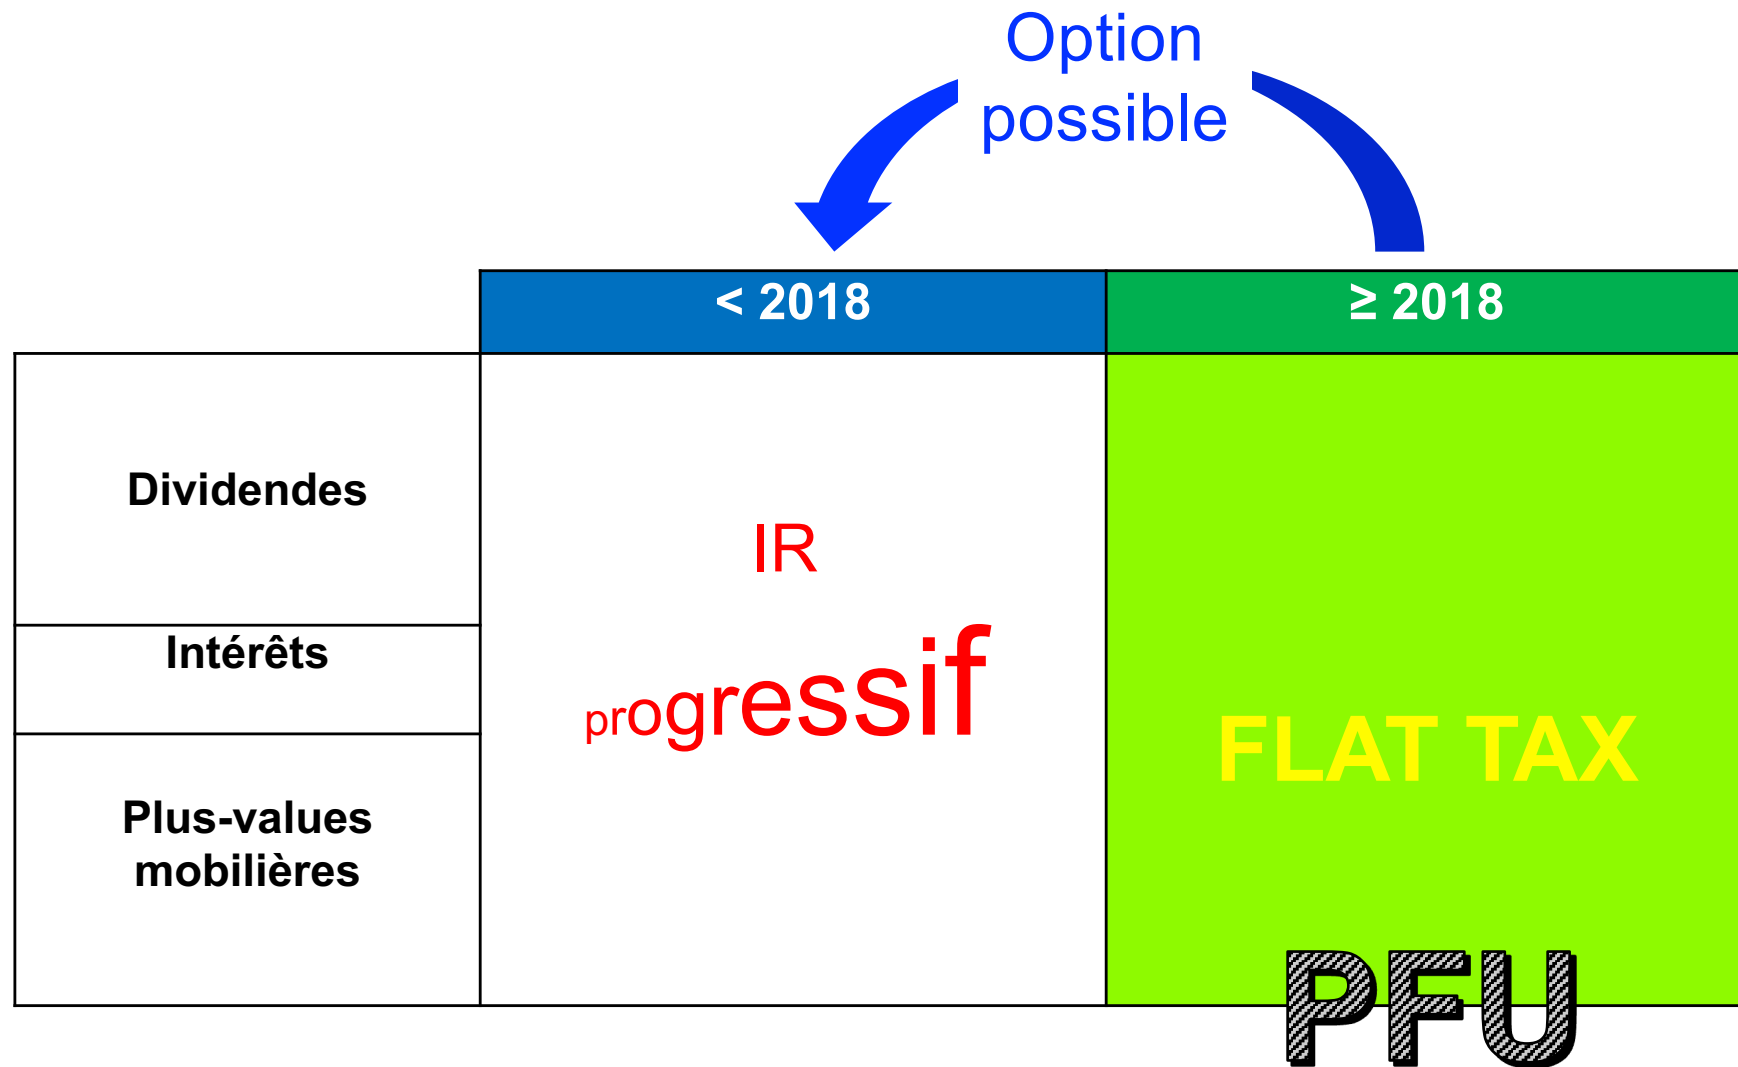 Option
possible
< 2018
≥ 2018
Dividendes
IR
Intérêts
progressif
FLAT TAX
Plus-values
mobilières
PFU